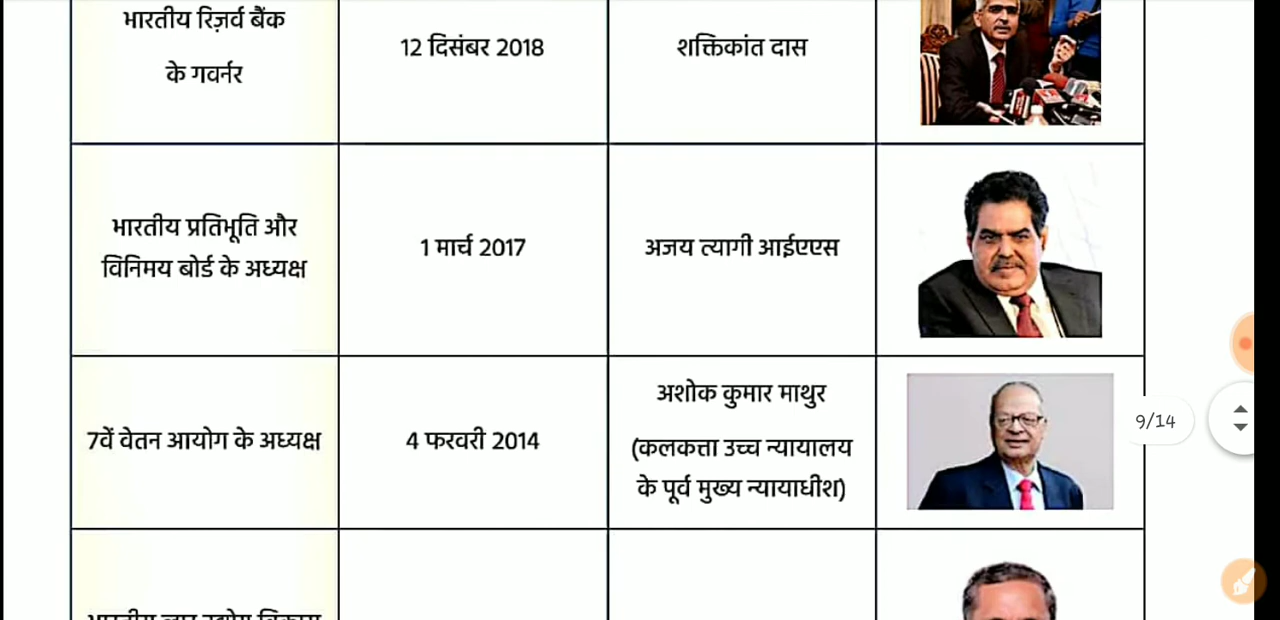 भारतीय रिज़र्व बैंक
के गवर्नर
12 दिसंबर 2018
शक्तिकांत दास
भारतीय प्रतिभूति और
विनिमय बोर्ड के अध्यक्ष
1 मार्च 2017
अजय त्यागी आईएएस
7वें वेतन आयोग के अध्यक्ष
4 फरवरी 2014
अशोक कुमार माथुर
(कलकत्ता उच्च न्यायालय
के पूर्व मुख्य न्यायाधीश)
9/14